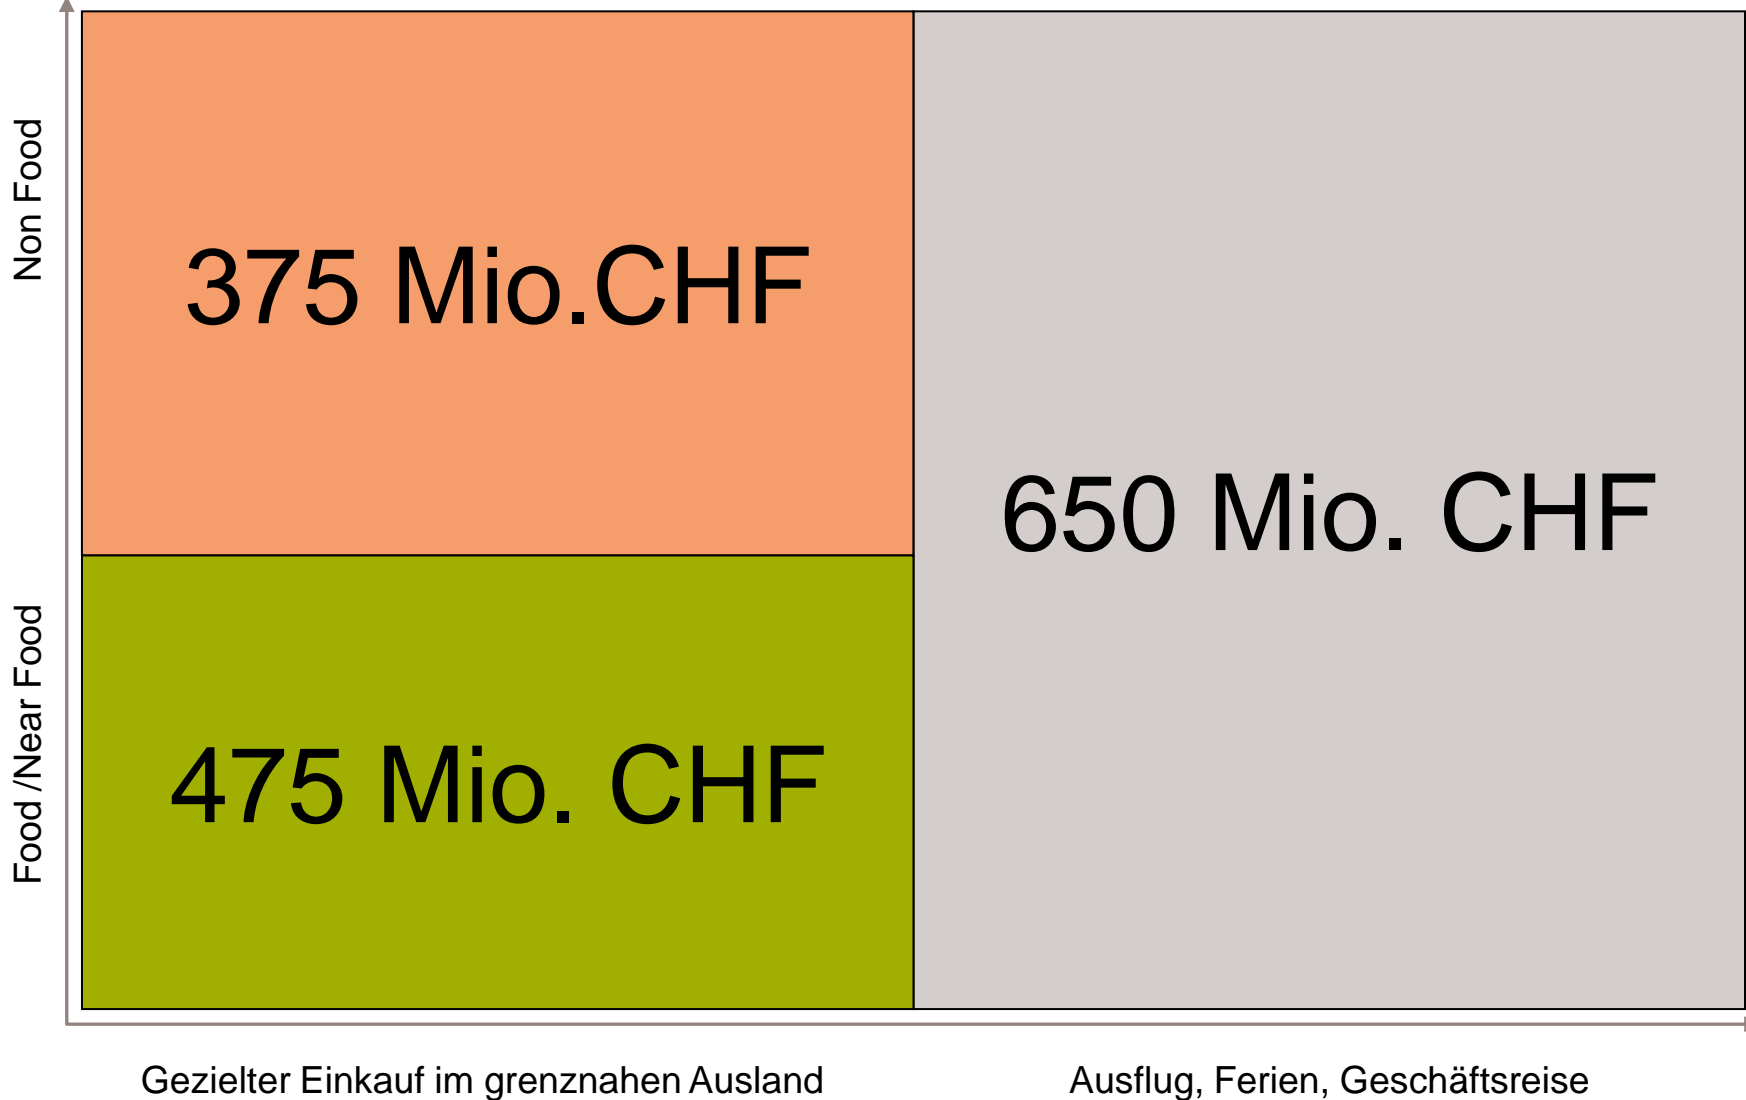 Non Food
375 Mio.CHF
650 Mio. CHF
Food /Near Food
475 Mio. CHF
Gezielter Einkauf im grenznahen Ausland
Ausflug, Ferien, Geschäftsreise